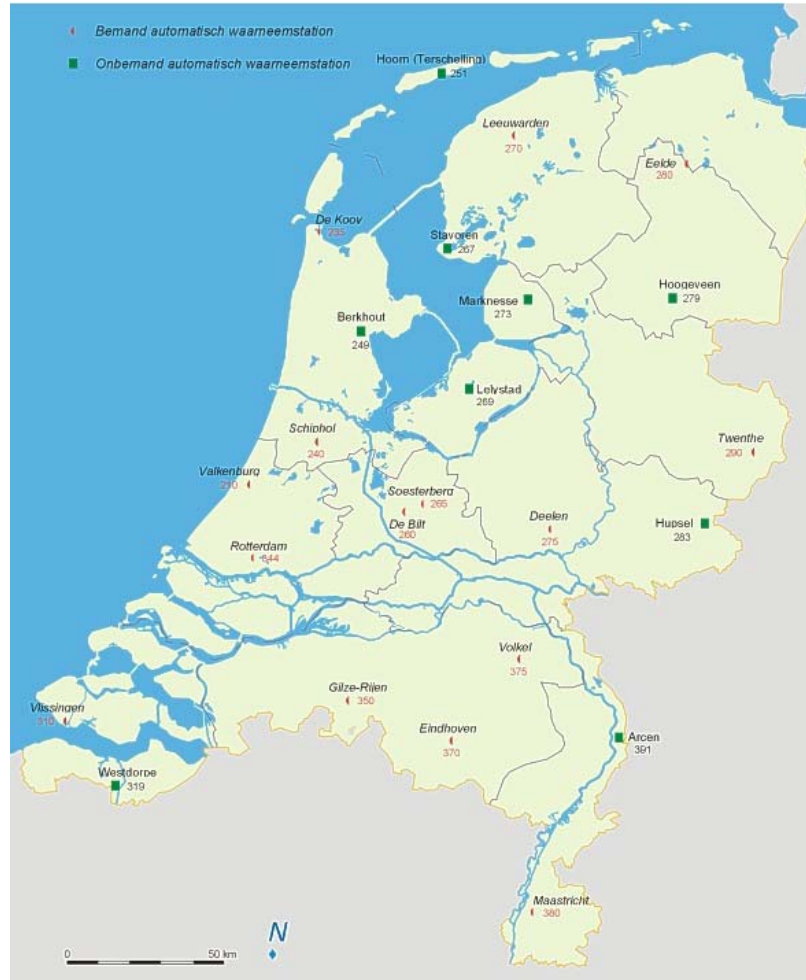 Bemand automatisch waarneemstation
Onbemand automatisch waarneemstation
Hoorn (Terschelling)
251
Leeuwarden
270
Eelde
280
De Kooy
235
Stavoren
267
Hoogeveen
279
Marknesse
273
Berkhout
249
Lelystad
269
Schiphol
240
Twenthe
290
Valkenburg
210
Soesterberg
265
De Bilt
260
Deelen
275
Hupsel
283
Rotterdam
344
Volkel
375
Gilze-Rijen
350
Vlissingen
310
Eindhoven
370
Arcen
391
Westdorpe
319
Maastricht
380
N
0 50 km